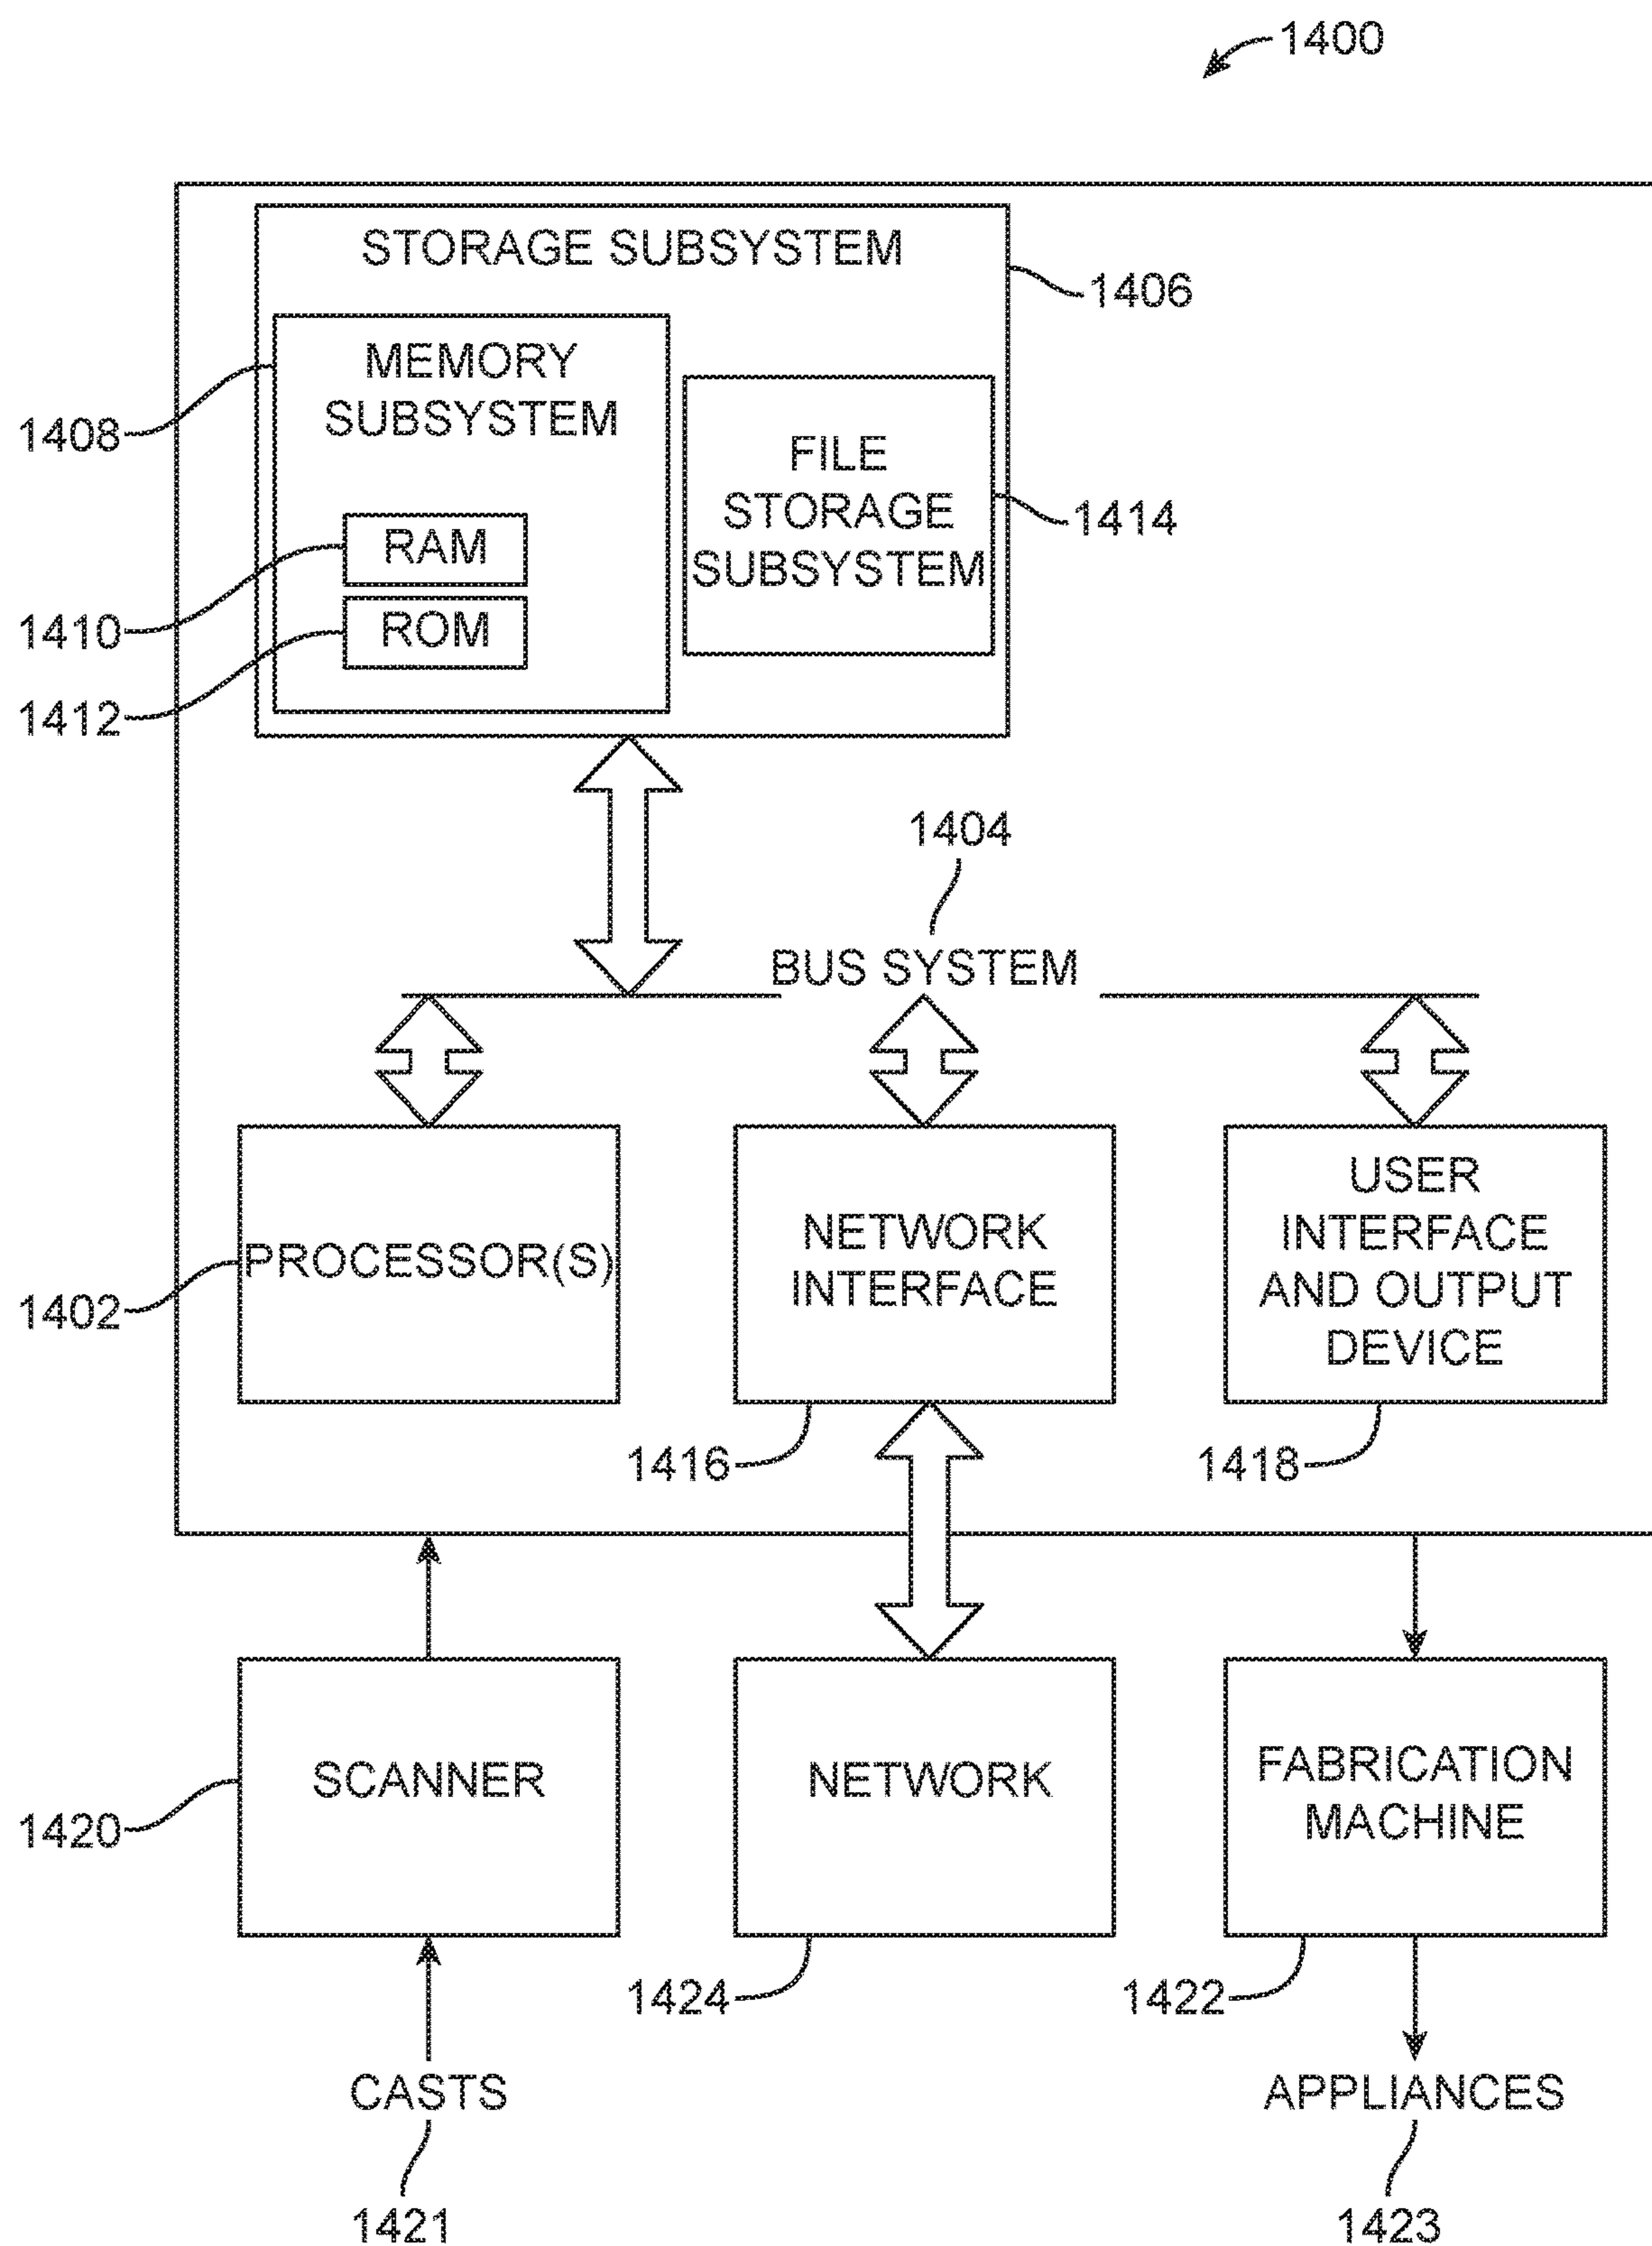 1400
STORAGE SUBSYSTEM
1406
MEMORY
SUBSYSTEM
1408
FILE
STORAGE
SUBSYSTEM
1414
RAM
1410
ROM
1412
1404
BUS SYSTEM
PROCESSOR(S)
1402
NETWORK
INTERFACE
1416
USER
INTERFACE
AND OUTPUT
DEVICE
1418
SCANNER
1420
NETWORK
1424
FABRICATION
MACHINE
1422
CASTS
1421
APPLIANCES
1423